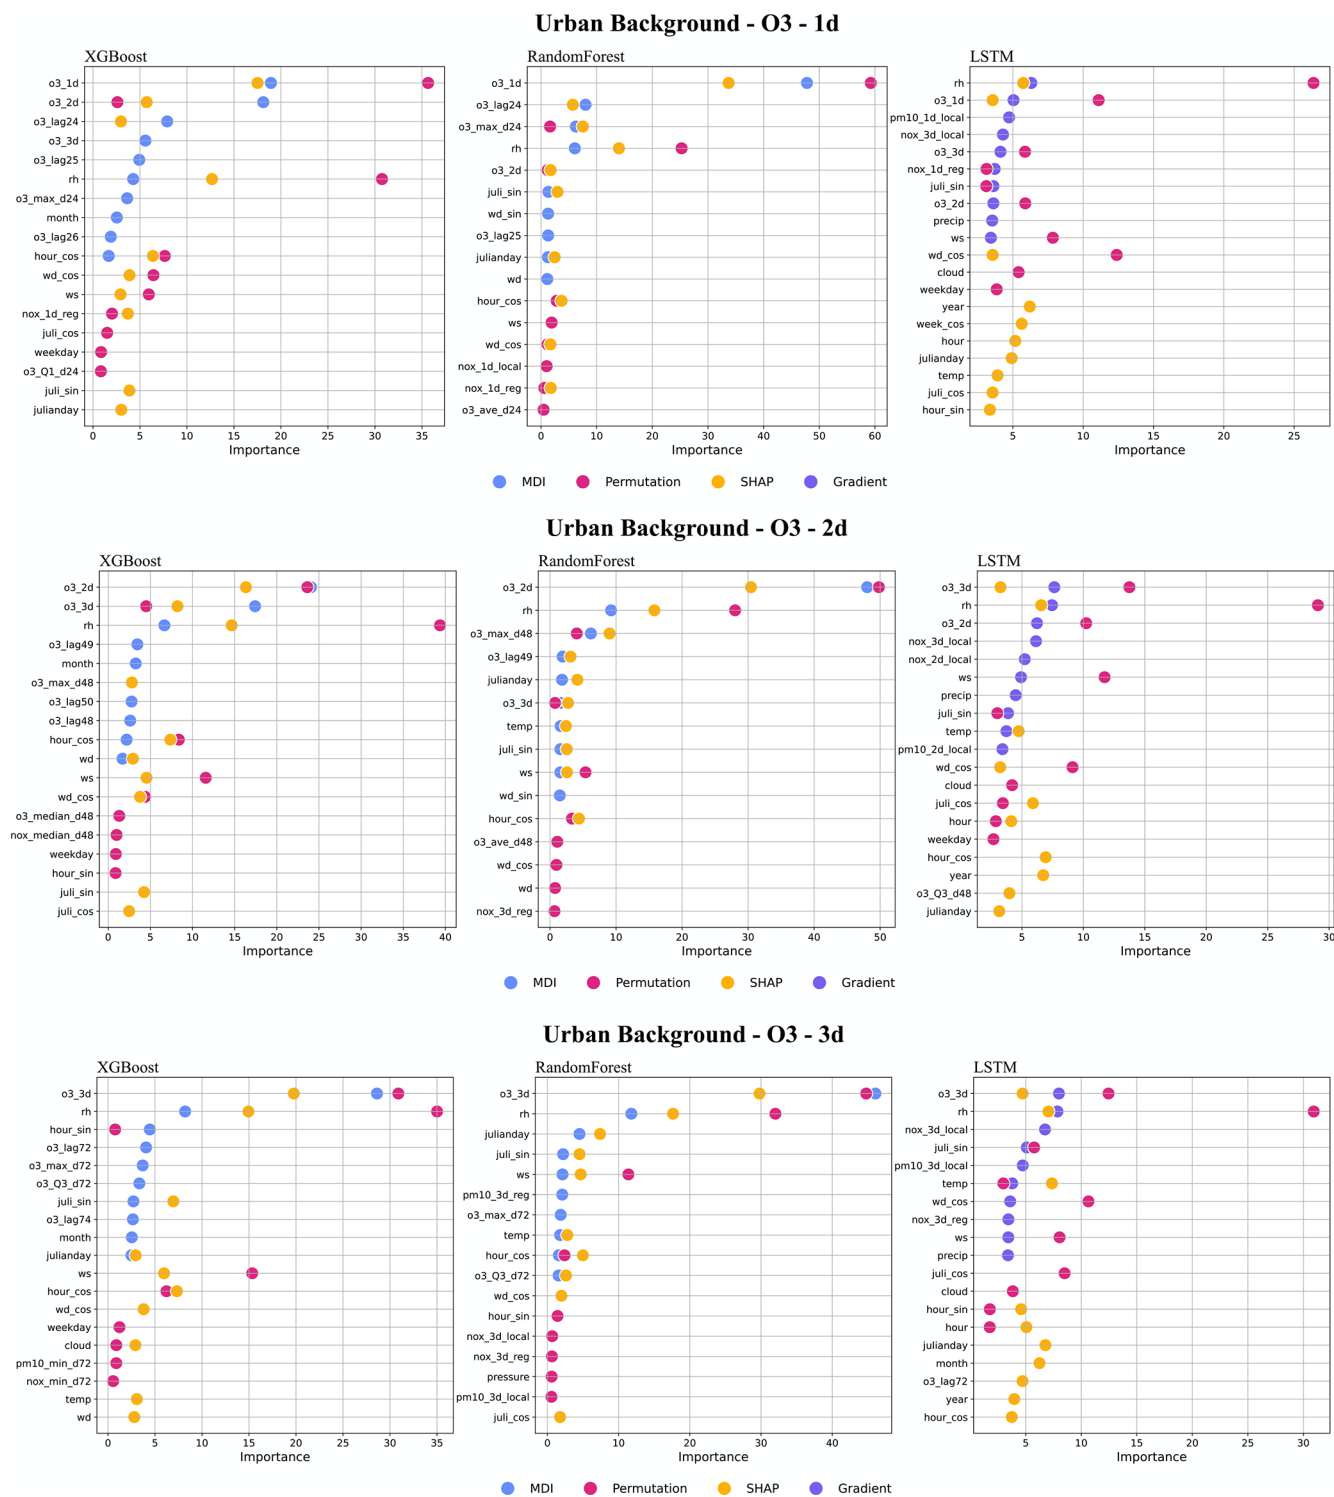 Urban Background - O3 - 1d
XGBoost
o3_1d
o3_2d
o3_lag24
o3_3d
o3_lag25
rh
o3_max_d24
month
o3_lag26
hour_cos
wd_cos
ws
nox_1d_reg
juli_cos
weekday
o3_Q1_d24
juli_sin
julianday
0 5 10 15 20 25 30 35
Importance
RandomForest
o3_1d
o3_lag24
o3_max_d24
rh
o3_2d
juli_sin
wd_sin
o3_lag25
julianday
wd
hour_cos
ws
wd_cos
nox_1d_local
nox_1d_reg
o3_ave_d24
0 10 20 30 40 50 60
Importance
LSTM
rh
o3_1d
pm10_1d_local
nox_3d_local
o3_3d
nox_1d_reg
juli_sin
o3_2d
precip
ws
wd_cos
cloud
weekday
year
week_cos
hour
julianday
temp
juli_cos
hour_sin
5 10 15 20 25
Importance
MDI Permutation SHAP Gradient
Urban Background - O3 - 2d
XGBoost
o3_2d
o3_3d
rh
o3_lag49
month
o3_max_d48
o3_lag50
o3_lag48
hour_cos
wd
ws
wd_cos
o3_median_d48
nox_median_d48
weekday
hour_sin
juli_sin
juli_cos
0 5 10 15 20 25 30 35 40
Importance
RandomForest
o3_2d
rh
o3_max_d48
o3_lag49
julianday
o3_3d
temp
juli_sin
ws
wd_sin
hour_cos
o3_ave_d48
wd_cos
wd
nox_3d_reg
0 10 20 30 40 50
Importance
LSTM
o3_3d
rh
o3_2d
nox_3d_local
nox_2d_local
ws
precip
juli_sin
temp
pm10_2d_local
wd_cos
cloud
juli_cos
hour
weekday
hour_cos
year
o3_Q3_d48
julianday
5 10 15 20 25 30
Importance
MDI Permutation SHAP Gradient
Urban Background - O3 - 3d
XGBoost
o3_3d
rh
hour_sin
o3_lag72
o3_max_d72
o3_Q3_d72
juli_sin
o3_lag74
month
julianday
ws
hour_cos
wd_cos
weekday
cloud
pm10_min_d72
nox_min_d72
temp
wd
0 5 10 15 20 25 30 35
Importance
RandomForest
o3_3d
rh
julianday
juli_sin
ws
pm10_3d_reg
o3_max_d72
temp
hour_cos
o3_Q3_d72
wd_cos
hour_sin
nox_3d_local
nox_3d_reg
pressure
pm10_3d_local
juli_cos
0 10 20 30 40
Importance
LSTM
o3_3d
rh
nox_3d_local
juli_sin
pm10_3d_local
temp
wd_cos
nox_3d_reg
ws
precip
juli_cos
cloud
hour_sin
hour
julianday
month
o3_lag72
year
hour_cos
5 10 15 20 25 30
Importance
MDI Permutation SHAP Gradient